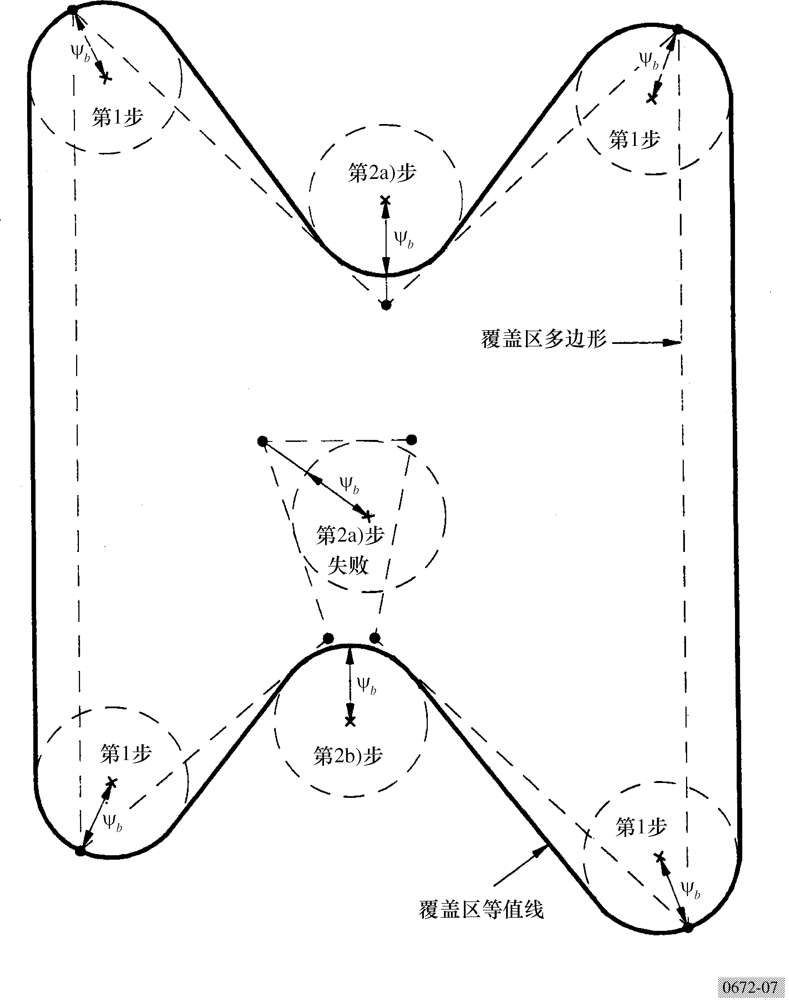 ψb
ψb
第1步
第1步
第2a)步
ψb
覆盖区多边形
ψb
第2a)步
失败
ψb
第1步
第2b)步
ψb
第1步
ψb
覆盖区等值线
0672-07